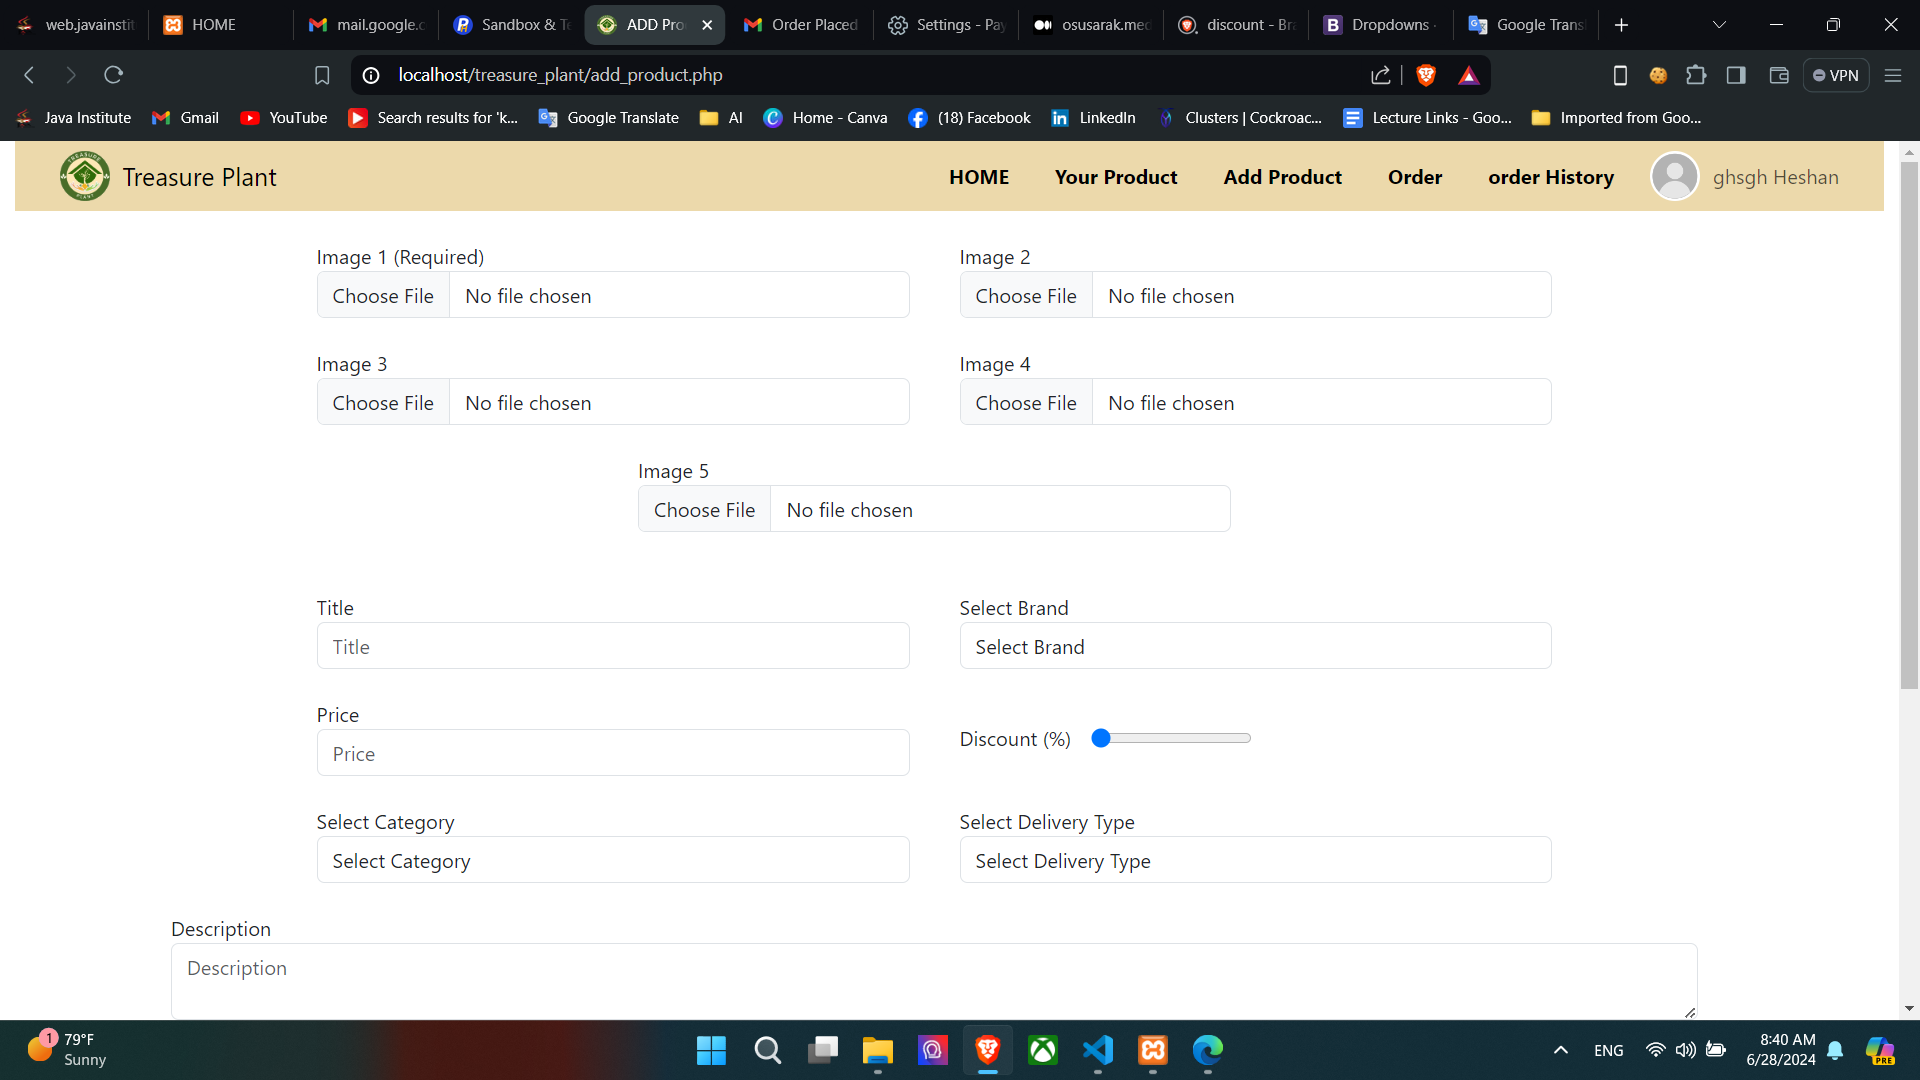 web.javainstit
HOME
mail.google.c
Sandbox & Te
ADD Pro
Order Placed
Settings - Pay
osusarak.med
discount - Bra
Dropdowns ·
Google Trans
localhost/treasure_plant/add_product.php
VPN
Java Institute
Gmail
YouTube
Search results for 'k...
Google Translate
AI
Home - Canva
(18) Facebook
LinkedIn
Clusters | Cockroac...
Lecture Links - Goo...
Imported from Goo...
Treasure Plant
HOME
Your Product
Add Product
Order
order History
ghsgh Heshan
Image 1 (Required)
Image 2
Choose File No file chosen
Choose File No file chosen
Image 3
Image 4
Choose File No file chosen
Choose File No file chosen
Image 5
Choose File No file chosen
Title
Select Brand
Title
Select Brand
Price
Discount (%)
Price
Select Category
Select Delivery Type
Select Category
Select Delivery Type
Description
Description
1
79°F
Sunny
ENG
8:40 AM
6/28/2024
PRE